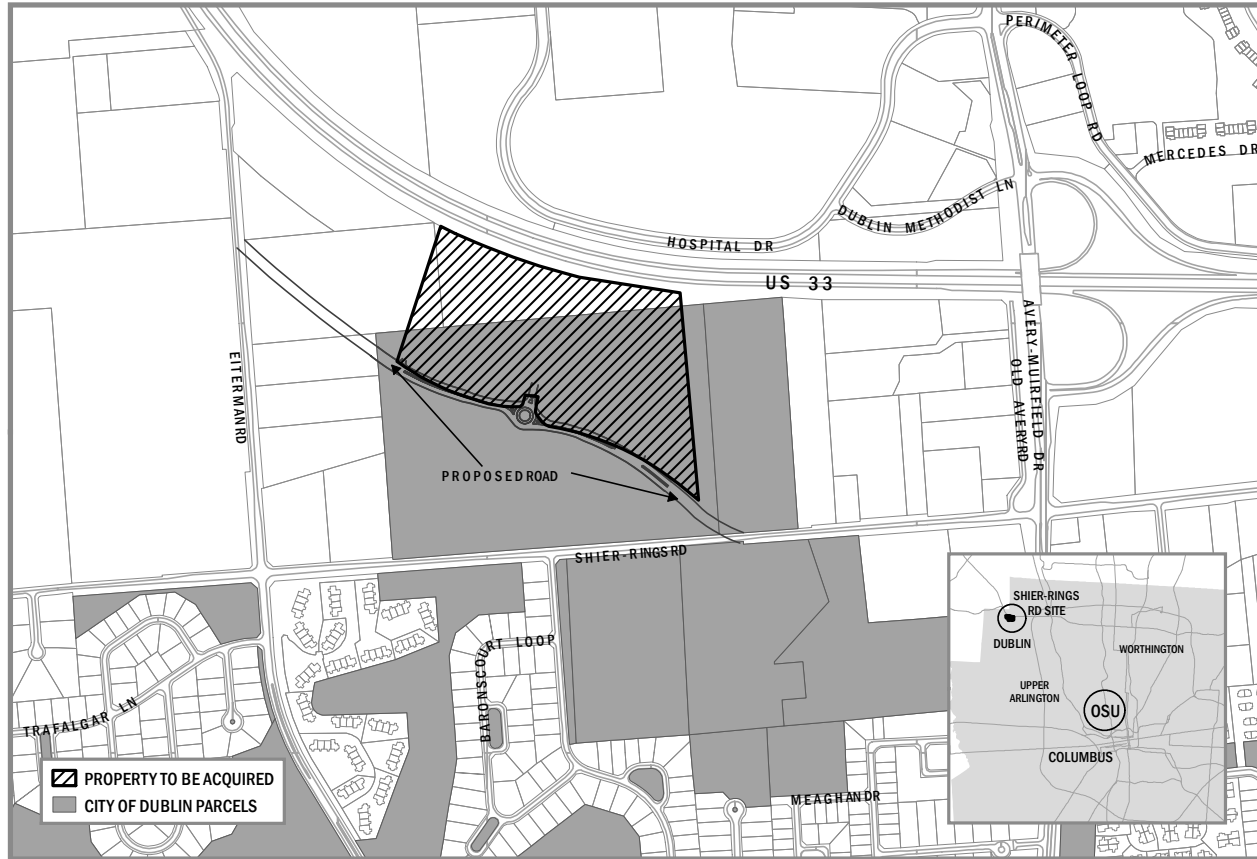 PERIMETER LOOP RD
MERCEDES DR
DUBLIN METHODIST LN
HOSPITAL DR
US 33
AVERY-MUIRFIELD DR
OLD AVERY RD
EITERMAN RD
PROPOSED ROAD
SHIER-RINGS RD
BARONSCOURT LOOP
TRAFALGAR LN
MEAGHAN DR
PROPERTY TO BE ACQUIRED
CITY OF DUBLIN PARCELS
SHIER-RINGS
RD SITE
DUBLIN
WORTHINGTON
UPPER
ARLINGTON
OSU
COLUMBUS